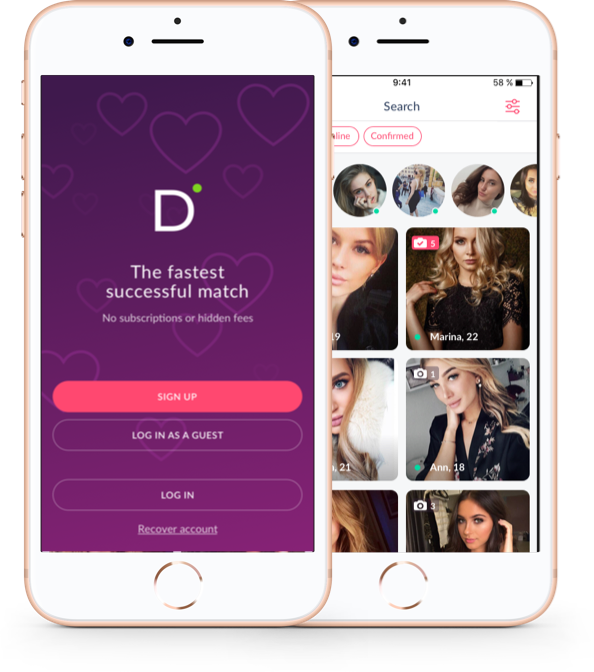 D
The fastest
successful match
No subscriptions or hidden fees
SIGN UP
LOG IN AS A GUEST
LOG IN
Recover account
9:41
58 %
Search
Confirmed
5
19
Marina, 22
1
21
Ann, 18
3